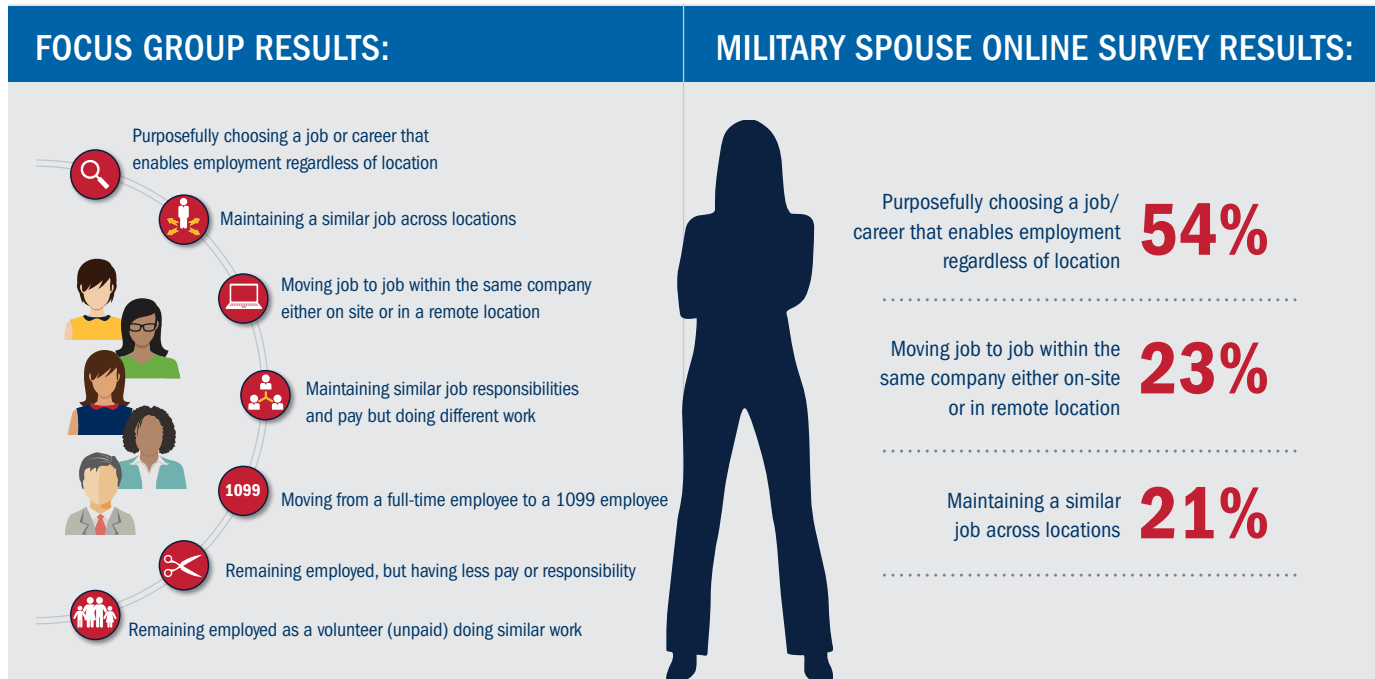 FOCUS GROUP RESULTS:
Purposefully choosing a job or career that
enables employment regardless of location
Maintaining a similar job across locations
Moving job to job within the same company
either on site or in a remote location
Maintaining similar job responsibilities
and pay but doing different work
1099
Moving from a full-time employee to a 1099 employee
Remaining employed, but having less pay or responsibility
Remaining employed as a volunteer (unpaid) doing similar work
MILITARY SPOUSE ONLINE SURVEY RESULTS:
Purposefully choosing a job/
career that enables employment
regardless of location
54%
Moving job to job within the
same company either on-site
or in remote location
23%
Maintaining a similar
job across locations
21%